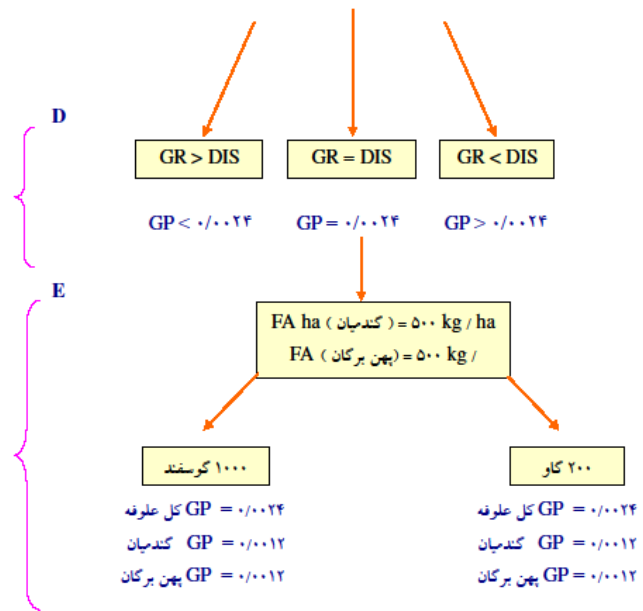 D
GR > DIS
GR = DIS
GR < DIS
GP < ۰/۰۰۲۴
GP = ۰/۰۰۲۴
GP > ۰/۰۰۲۴
E
FA ha ( گندمیان ) = ۵۰۰ kg / ha
FA ( پهن برگان) = ۵۰۰ kg /
۱۰۰۰ گوسفند
۲۰۰ گاو
GP = ۰/۰۰۲۴ کل علوفه
GP = ۰/۰۰۱۲ گندمیان
GP = ۰/۰۰۱۲ پهن برگان
GP = ۰/۰۰۲۴ کل علوفه
GP = ۰/۰۰۱۲ گندمیان
GP = ۰/۰۰۱۲ پهن برگان